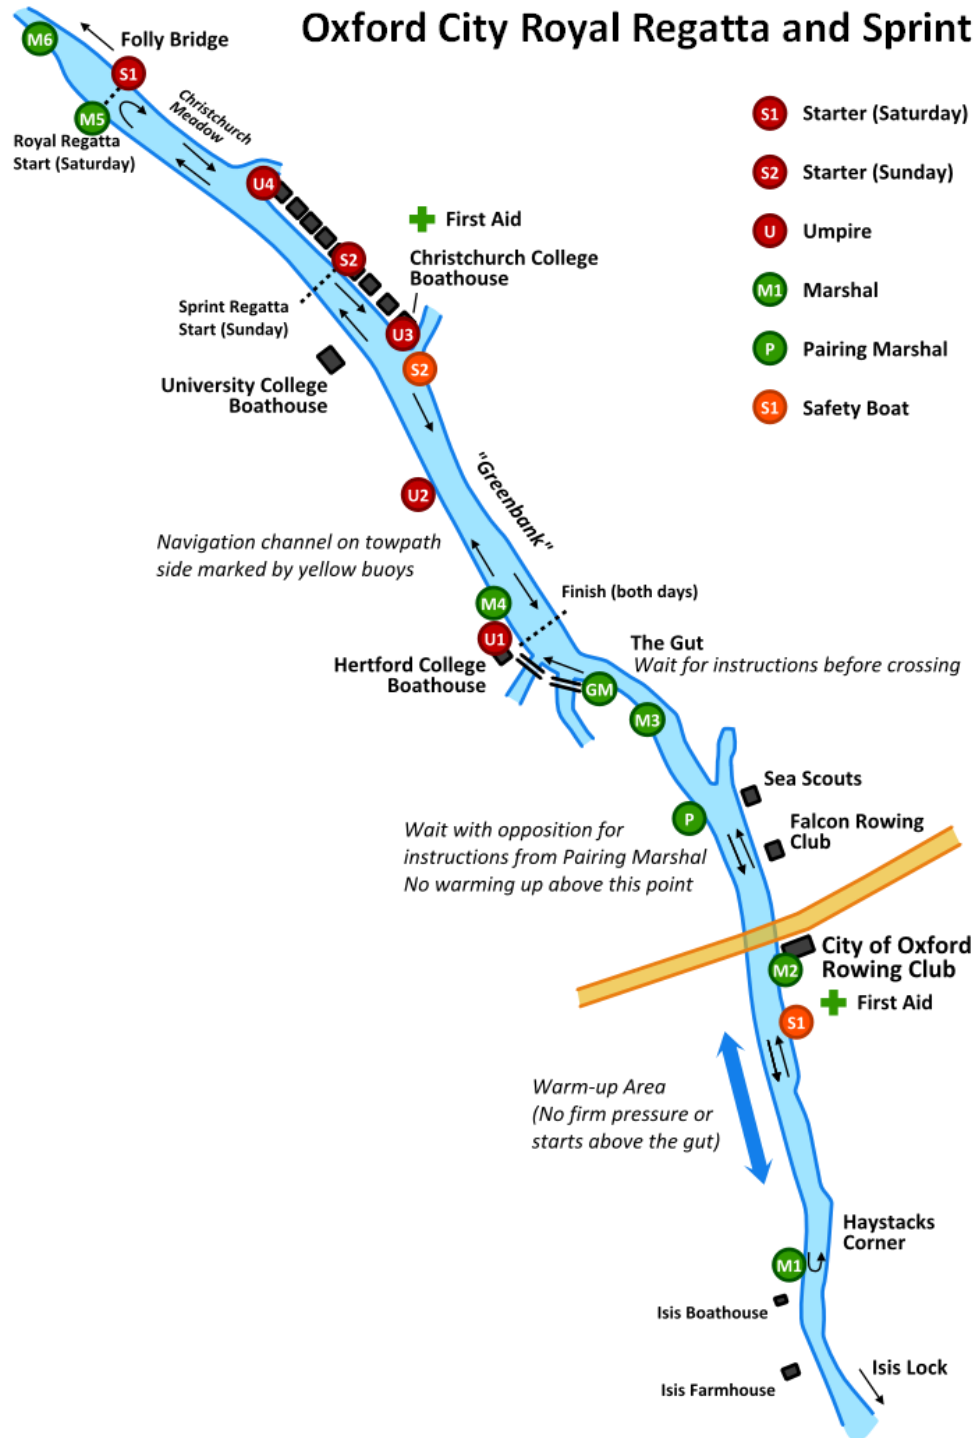 Oxford City Royal Regatta and Sprint
M6
Folly Bridge
S1
M5
Christchurch
Meadow
Royal Regatta
Start (Saturday)
S1 Starter (Saturday)
S2 Starter (Sunday)
U Umpire
M1 Marshal
P Pairing Marshal
S1 Safety Boat
U4
First Aid
S2
Christchurch College
Boathouse
Sprint Regatta
Start (Sunday)
U3
S2
University College
Boathouse
U2
"Greenbank"
Navigation channel on towpath
side marked by yellow buoys
Finish (both days)
M4
U1
The Gut
Wait for instructions before crossing
Hertford College
Boathouse
GM
M3
Sea Scouts
P
Falcon Rowing
Club
Wait with opposition for
instructions from Pairing Marshal
No warming up above this point
City of Oxford
Rowing Club
M2
First Aid
S1
Warm-up Area
(No firm pressure or
starts above the gut)
Haystacks
Corner
M1
Isis Boathouse
Isis Lock
Isis Farmhouse